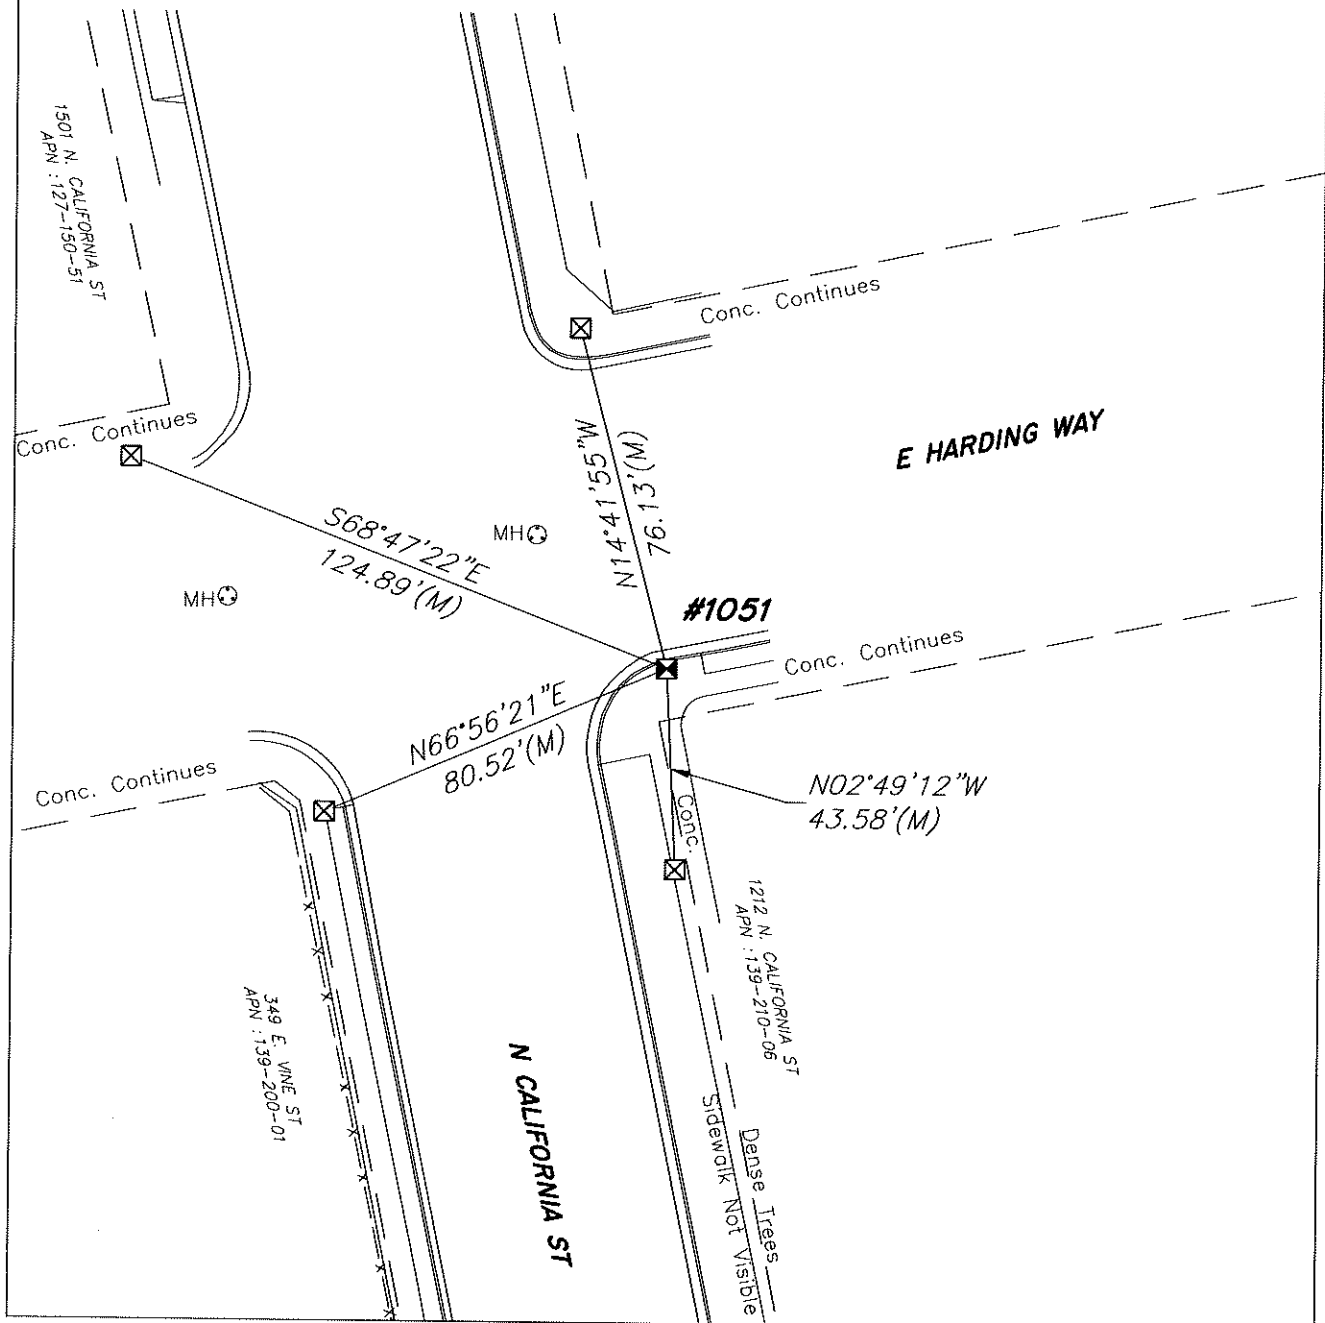 1501 N. CALIFORNIA ST
APN : 127-150-51
Conc. Continues
Conc. Continues
E HARDING WAY
N14°41'55"W
76.13'(M)
S68°47'22"E
124.89'(M)
MH
MH
#1051
Conc. Continues
N66°56'21"E
80.52'(M)
Conc. Continues
N02°49'12"W
43.58'(M)
Conc.
1212 N. CALIFORNIA ST
APN : 139-210-06
349 E. VINE ST
APN : 139-200-01
N CALIFORNIA ST
Dense Trees
Sidewalk Not Visible